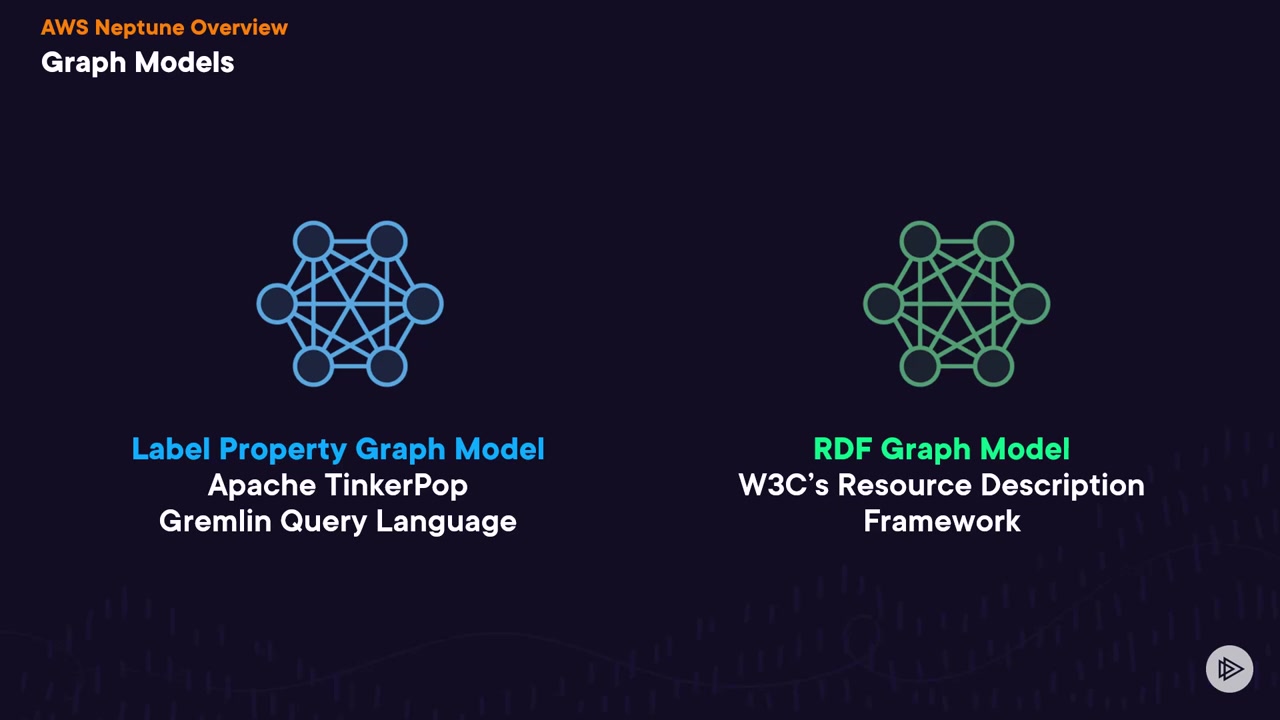 AWS Neptune Overview
Graph Models
Label Property Graph Model
Apache TinkerPop
Gremlin Query Language
RDF Graph Model
W3C’s Resource Description
Framework